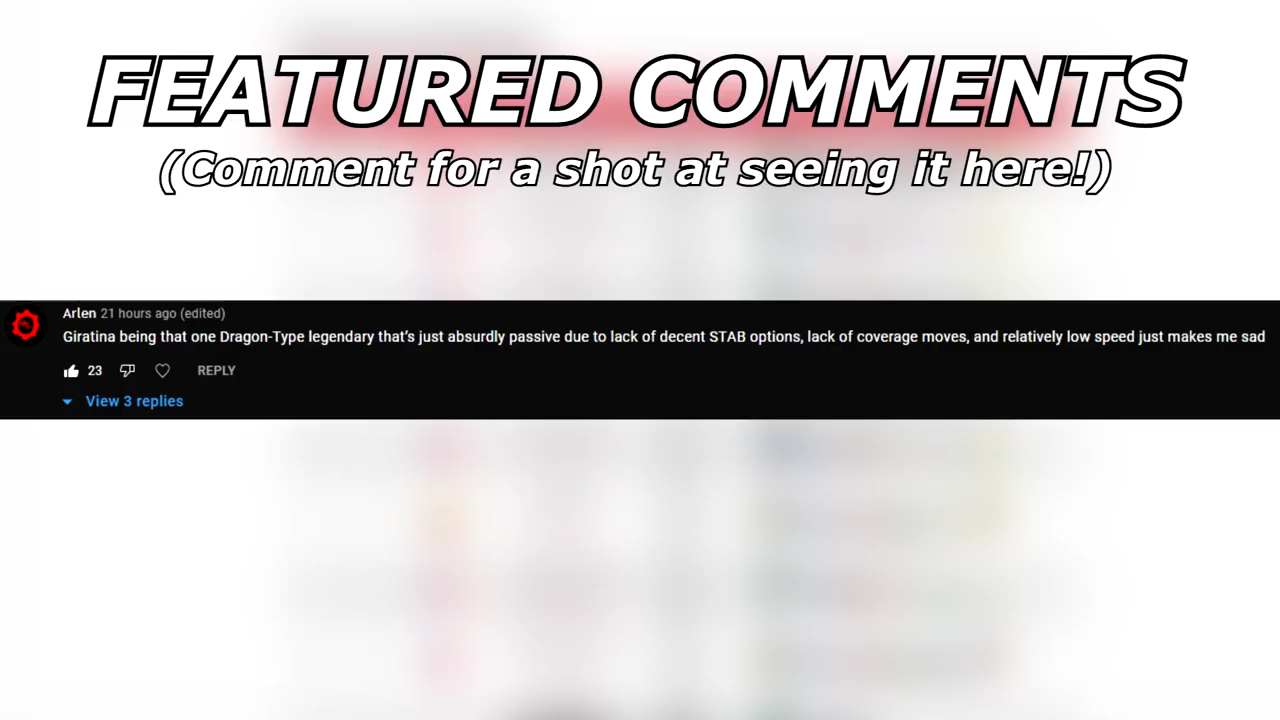 FEATURED COMMENTS
(Comment for a shot at seeing it here!)
Arlen 21 hours ago (edited)
Giratina being that one Dragon-Type legendary that's just absurdly passive due to lack of decent STAB options, lack of coverage moves, and relatively low speed just makes me sad
23 REPLY
View 3 replies